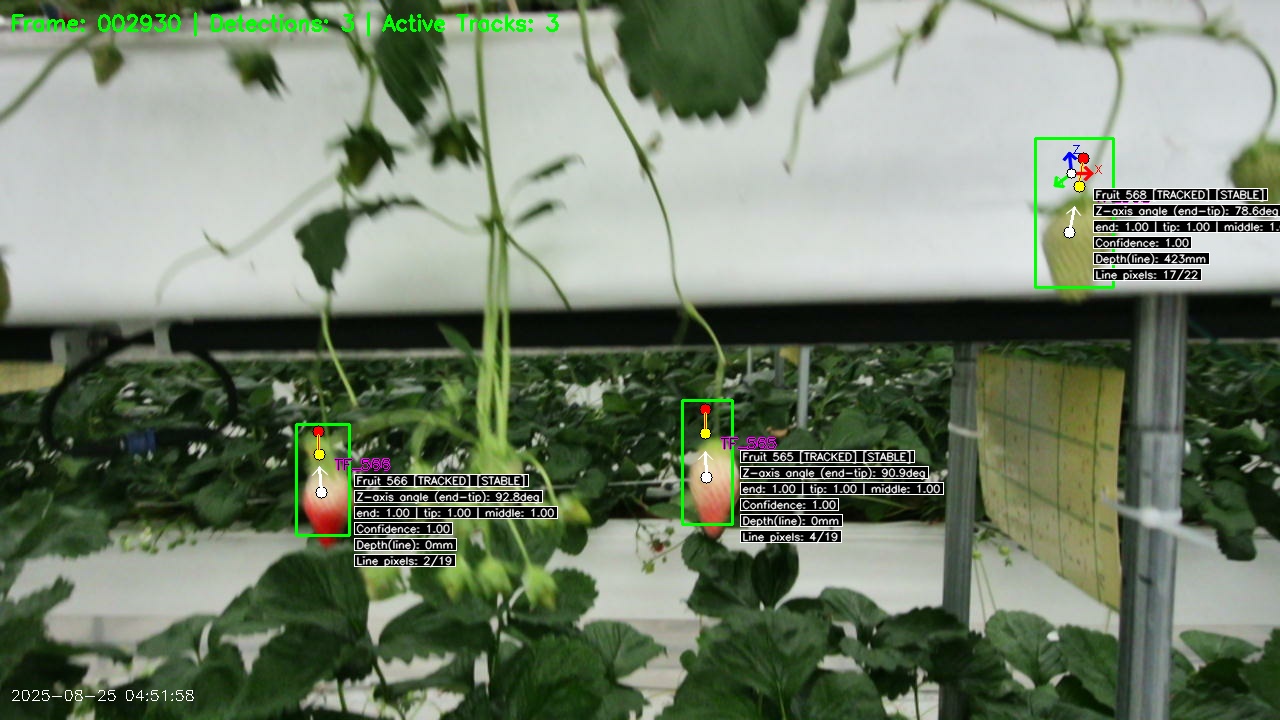 Frame: 002930 | Detections: 3 | Active Tracks: 3
Z
X
Fruit 568 [TRACKED] [STABLE]
Z-axis angle (end-tip): 78.6deg
end: 1.00 | tip: 1.00 | middle: 1.
Confidence: 1.00
Depth(line): 423mm
Line pixels: 17/22
TF_565
Fruit 565 [TRACKED] [STABLE]
Z-axis angle (end-tip): 90.9deg
end: 1.00 | tip: 1.00 | middle: 1.00
Confidence: 1.00
Depth(line): 0mm
Line pixels: 4/19
TF_566
Fruit 566 [TRACKED] [STABLE]
Z-axis angle (end-tip): 92.8deg
end: 1.00 | tip: 1.00 | middle: 1.00
Confidence: 1.00
Depth(line): 0mm
Line pixels: 2/19
2025-08-25 04:51:58